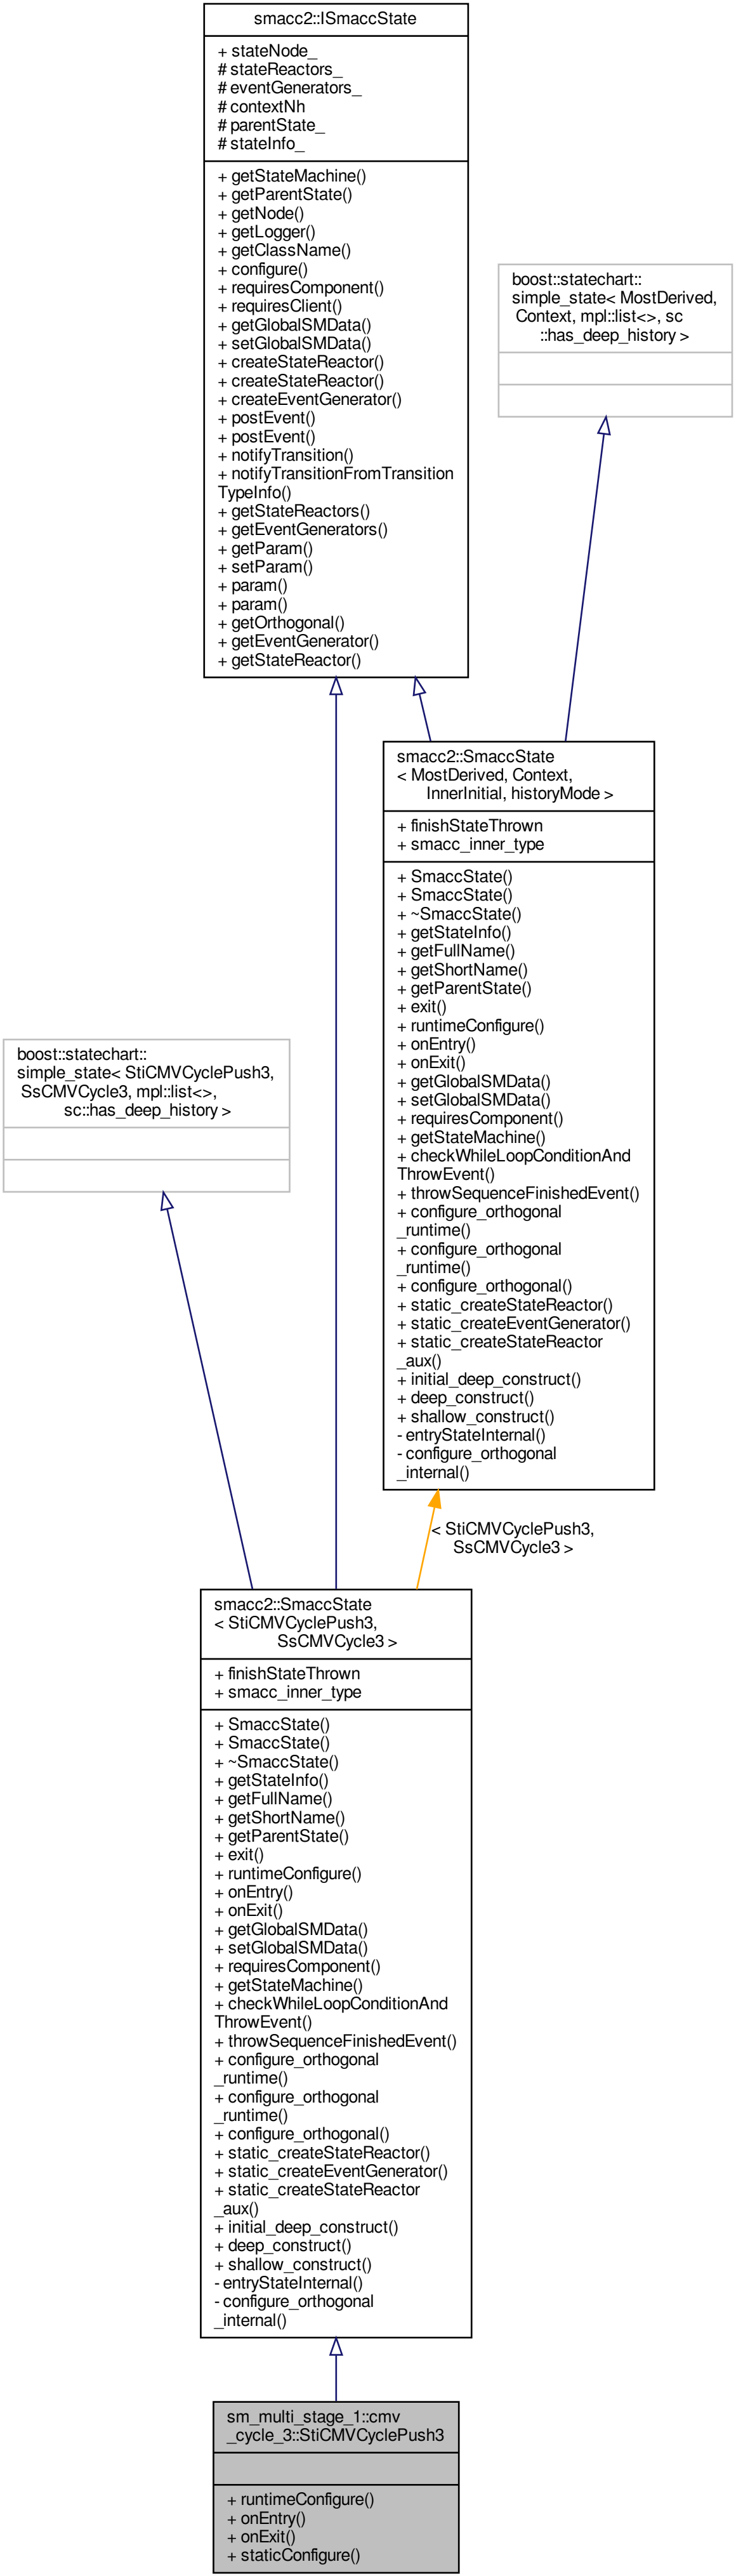 smacc2::ISmaccState
+ stateNode_
# stateReactors_
# eventGenerators_
# contextNh
# parentState_
# stateInfo_
+ getStateMachine()
+ getParentState()
+ getNode()
+ getLogger()
+ getClassName()
+ configure()
+ requiresComponent()
+ requiresClient()
+ getGlobalSMData()
+ setGlobalSMData()
+ createStateReactor()
+ createStateReactor()
+ createEventGenerator()
+ postEvent()
+ postEvent()
+ notifyTransition()
+ notifyTransitionFromTransition
TypeInfo()
+ getStateReactors()
+ getEventGenerators()
+ getParam()
+ setParam()
+ param()
+ param()
+ getOrthogonal()
+ getEventGenerator()
+ getStateReactor()
boost::statechart::
simple_state< MostDerived,
Context, mpl::list<>, sc
::has_deep_history >
smacc2::SmaccState
< MostDerived, Context,
InnerInitial, historyMode >
+ finishStateThrown
+ smacc_inner_type
+ SmaccState()
+ SmaccState()
+ ~SmaccState()
+ getStateInfo()
+ getFullName()
+ getShortName()
+ getParentState()
+ exit()
+ runtimeConfigure()
+ onEntry()
+ onExit()
+ getGlobalSMData()
+ setGlobalSMData()
+ requiresComponent()
+ getStateMachine()
+ checkWhileLoopConditionAnd
ThrowEvent()
+ throwSequenceFinishedEvent()
+ configure_orthogonal
_runtime()
+ configure_orthogonal
_runtime()
+ configure_orthogonal()
+ static_createStateReactor()
+ static_createEventGenerator()
+ static_createStateReactor
_aux()
+ initial_deep_construct()
+ deep_construct()
+ shallow_construct()
- entryStateInternal()
- configure_orthogonal
_internal()
boost::statechart::
simple_state< StiCMVCyclePush3,
SsCMVCycle3, mpl::list<>,
sc::has_deep_history >
< StiCMVCyclePush3,
SsCMVCycle3 >
smacc2::SmaccState
< StiCMVCyclePush3,
SsCMVCycle3 >
+ finishStateThrown
+ smacc_inner_type
+ SmaccState()
+ SmaccState()
+ ~SmaccState()
+ getStateInfo()
+ getFullName()
+ getShortName()
+ getParentState()
+ exit()
+ runtimeConfigure()
+ onEntry()
+ onExit()
+ getGlobalSMData()
+ setGlobalSMData()
+ requiresComponent()
+ getStateMachine()
+ checkWhileLoopConditionAnd
ThrowEvent()
+ throwSequenceFinishedEvent()
+ configure_orthogonal
_runtime()
+ configure_orthogonal
_runtime()
+ configure_orthogonal()
+ static_createStateReactor()
+ static_createEventGenerator()
+ static_createStateReactor
_aux()
+ initial_deep_construct()
+ deep_construct()
+ shallow_construct()
- entryStateInternal()
- configure_orthogonal
_internal()
sm_multi_stage_1::cmv
_cycle_3::StiCMVCyclePush3
+ runtimeConfigure()
+ onEntry()
+ onExit()
+ staticConfigure()